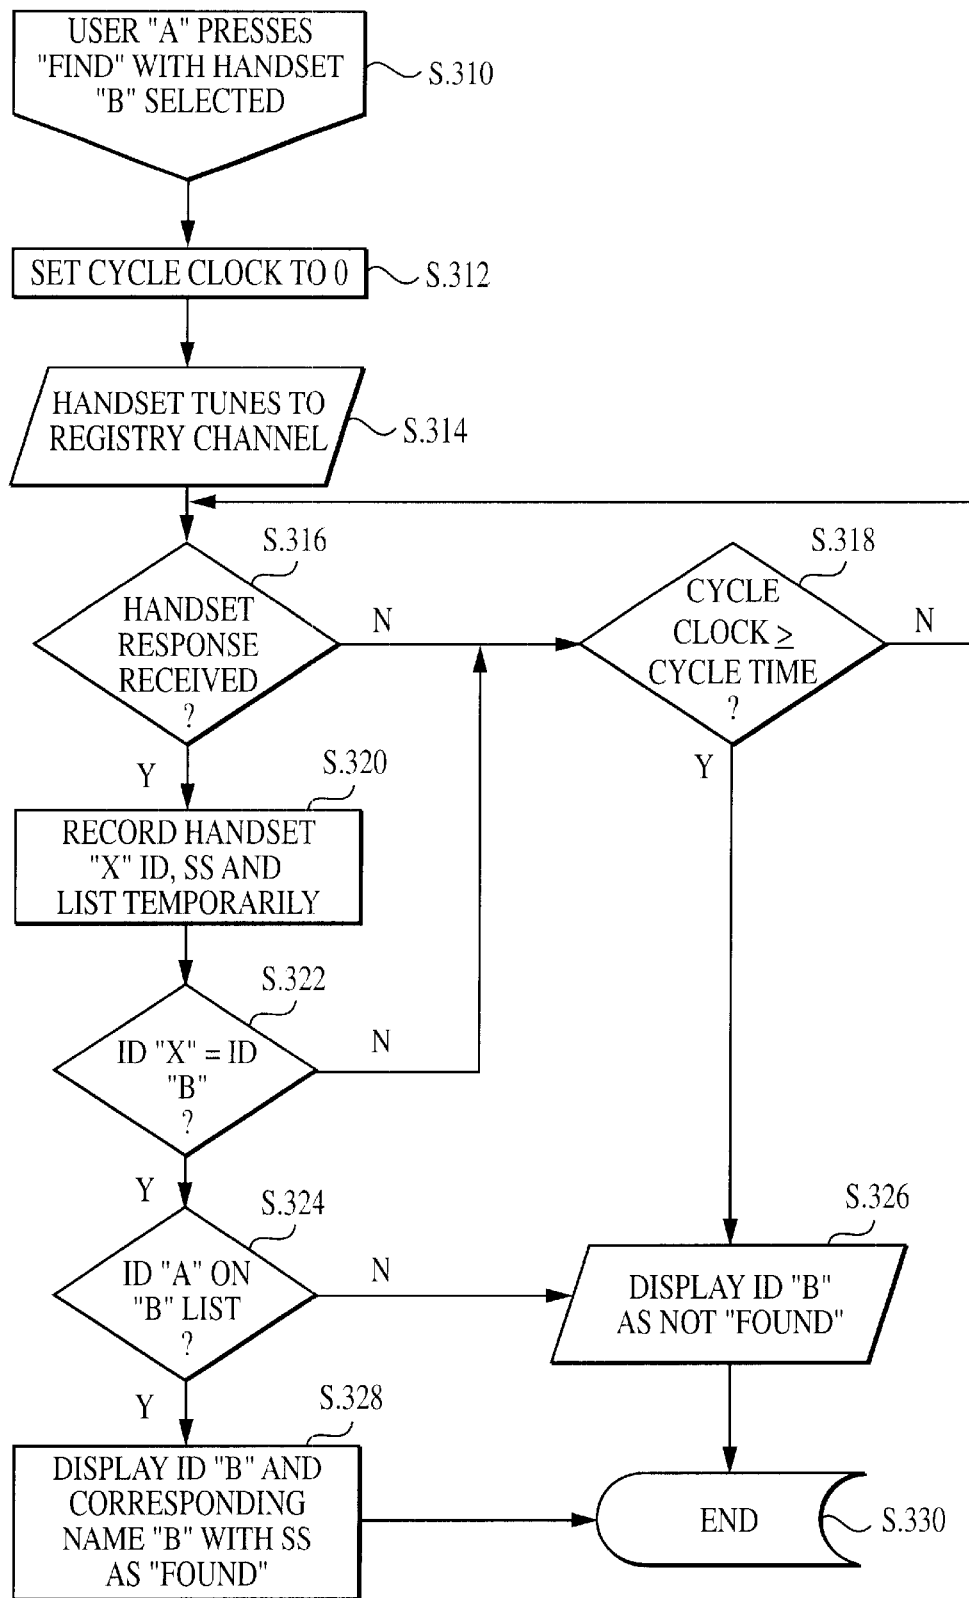 USER "A" PRESSES
"FIND" WITH HANDSET
"B" SELECTED
S.310
SET CYCLE CLOCK TO 0
S.312
HANDSET TUNES TO
REGISTRY CHANNEL
S.314
S.316
HANDSET
RESPONSE
RECEIVED
?
N
Y
S.318
CYCLE
CLOCK ≥
CYCLE TIME
?
N
Y
S.320
RECORD HANDSET
"X" ID, SS AND
LIST TEMPORARILY
S.322
ID "X" = ID
"B"
?
N
Y
S.324
ID "A" ON
"B" LIST
?
N
Y
S.326
DISPLAY ID "B"
AS NOT "FOUND"
S.328
DISPLAY ID "B" AND
CORRESPONDING
NAME "B" WITH SS
AS "FOUND"
END
S.330